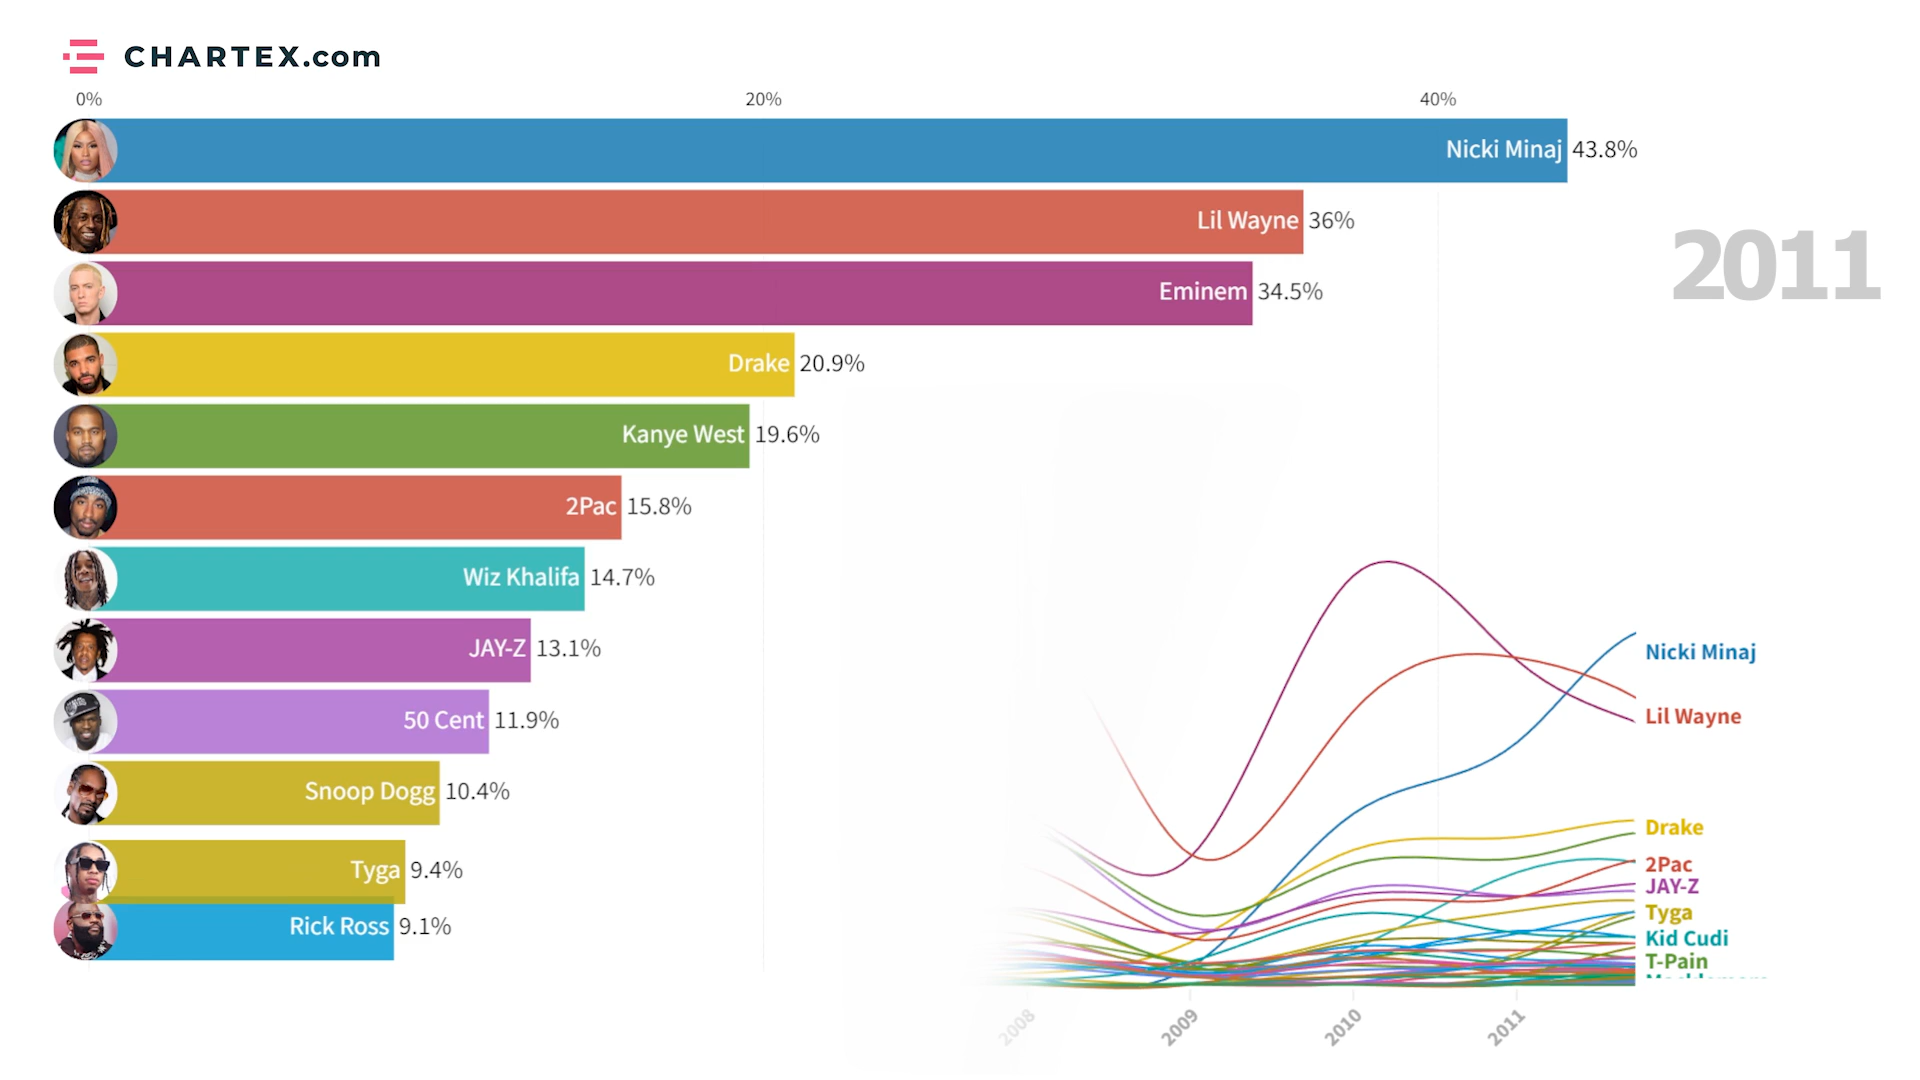 CHARTEX.com
0% 20% 40%
Nicki Minaj 43.8%
Lil Wayne 36%
2011
Eminem 34.5%
Drake 20.9%
Kanye West 19.6%
2Pac 15.8%
Wiz Khalifa 14.7%
JAY-Z 13.1%
50 Cent 11.9%
Snoop Dogg 10.4%
Tyga 9.4%
Rick Ross 9.1%
Nicki Minaj
Lil Wayne
Drake
2Pac
JAY-Z
Tyga
Kid Cudi
T-Pain
2008 2009 2010 2011